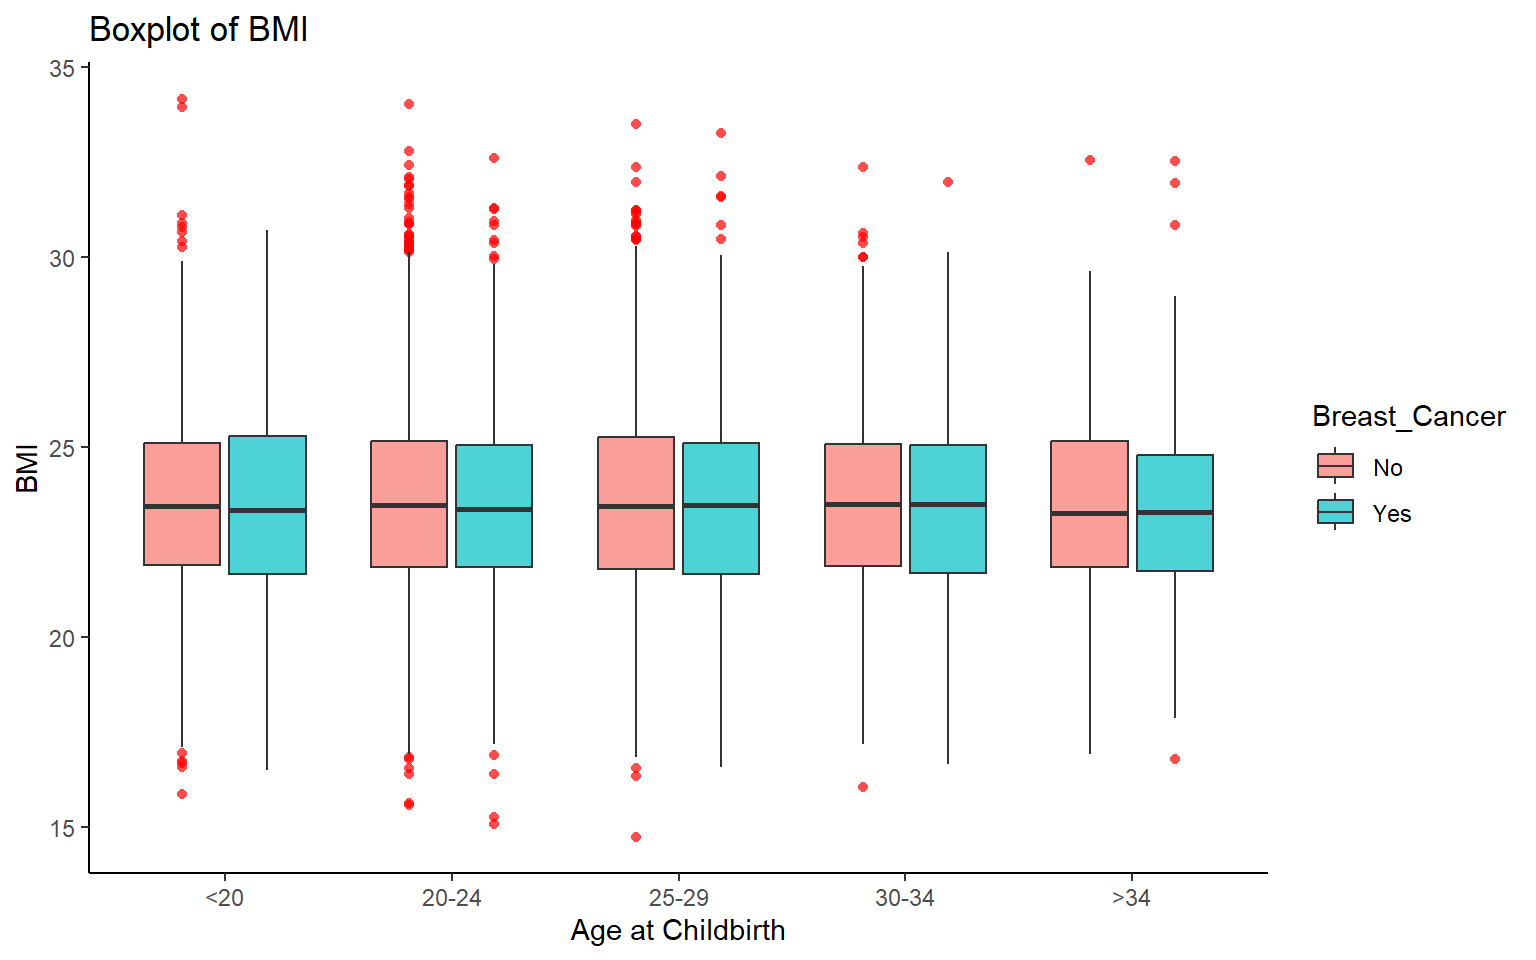 Boxplot of BMI
35
30
25
20
15
BMI
<20
20-24
25-29
30-34
>34
Age at Childbirth
Breast_Cancer
No
Yes